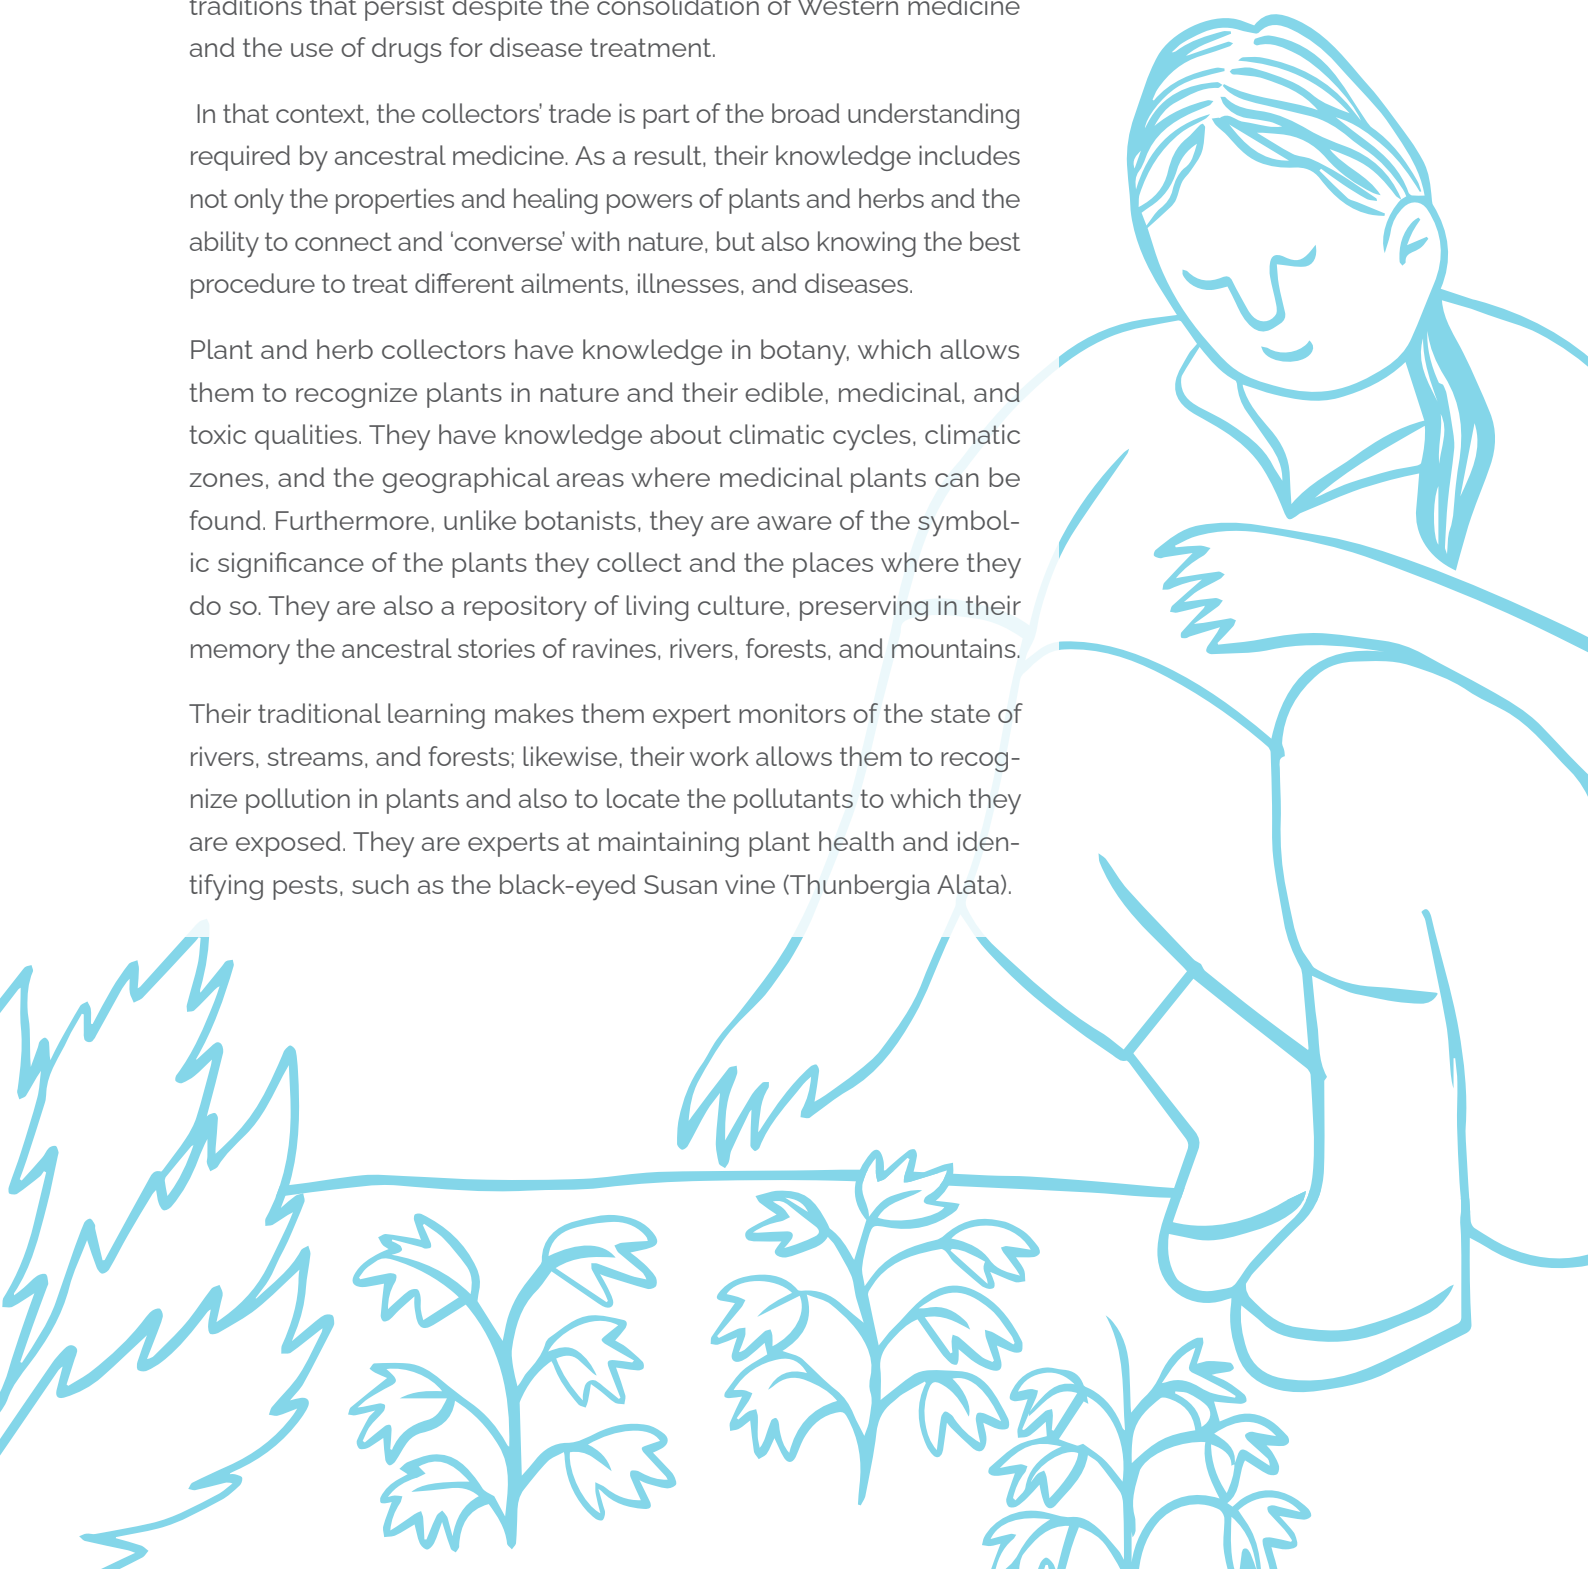 traditions that persist despite the consolidation of Western medicine
and the use of drugs for disease treatment.
In that context, the collectors’ trade is part of the broad understanding
required by ancestral medicine. As a result, their knowledge includes
not only the properties and healing powers of plants and herbs and the
ability to connect and ‘converse’ with nature, but also knowing the best
procedure to treat different ailments, illnesses, and diseases.
Plant and herb collectors have knowledge in botany, which allows
them to recognize plants in nature and their edible, medicinal, and
toxic qualities. They have knowledge about climatic cycles, climatic
zones, and the geographical areas where medicinal plants can be
found. Furthermore, unlike botanists, they are aware of the symbol-
ic significance of the plants they collect and the places where they
do so. They are also a repository of living culture, preserving in their
memory the ancestral stories of ravines, rivers, forests, and mountains.
Their traditional learning makes them expert monitors of the state of
rivers, streams, and forests; likewise, their work allows them to recog-
nize pollution in plants and also to locate the pollutants to which they
are exposed. They are experts at maintaining plant health and iden-
tifying pests, such as the black-eyed Susan vine (Thunbergia Alata).